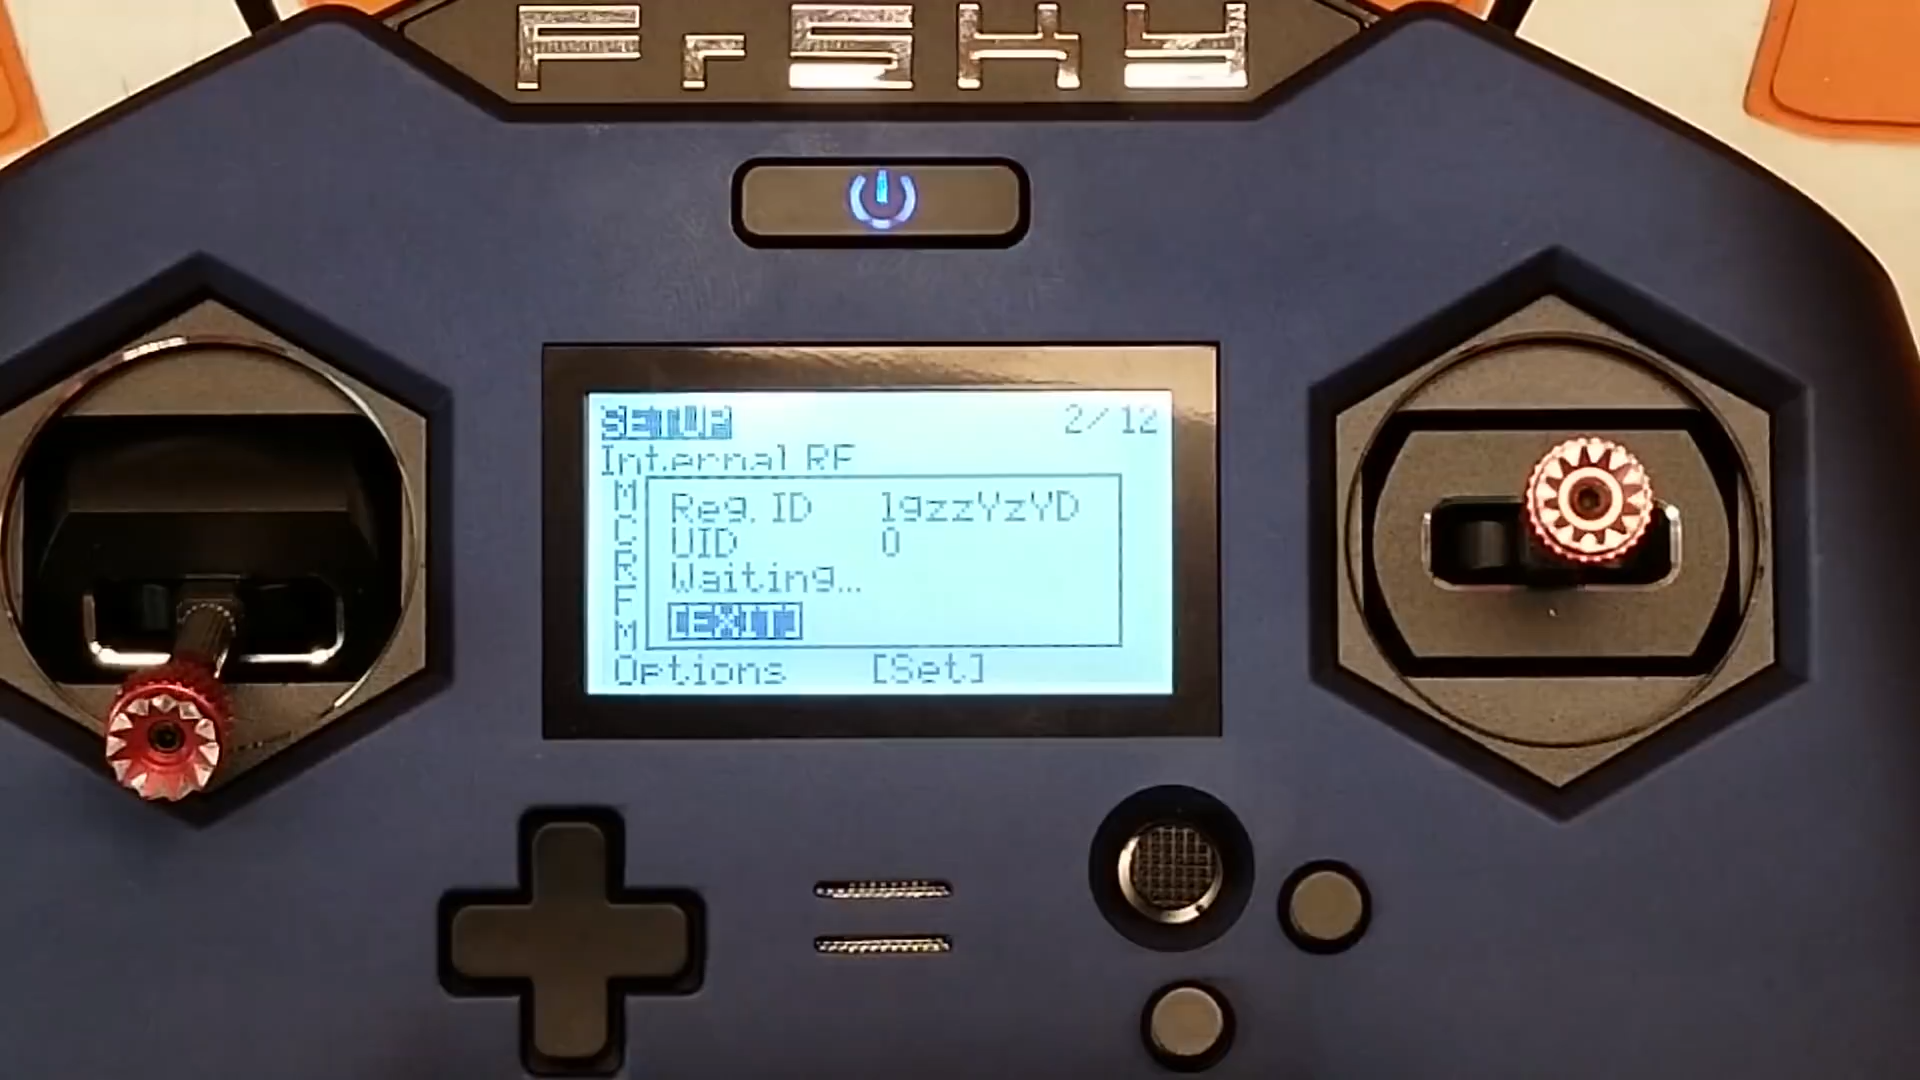 FrSKY
SETUP 2/12
Internal RF
M
C
R
F
M
Reg. ID 1gzzYzYD
UID 0
Waiting...
[EXIT]
Options [Set]